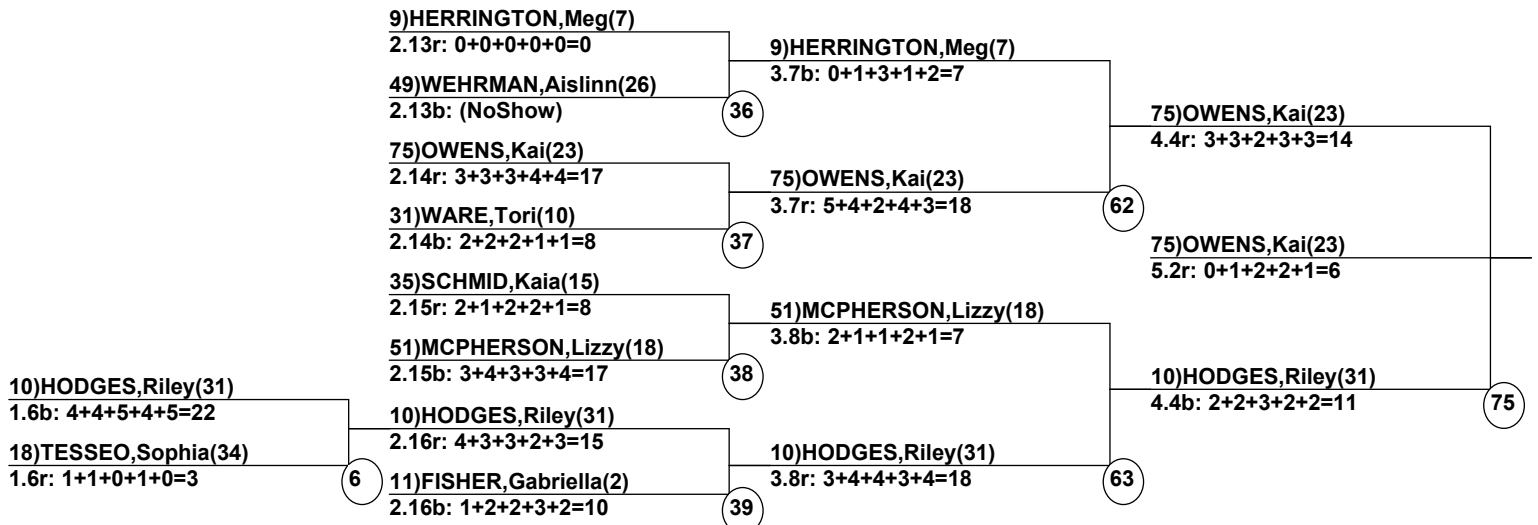 10)HODGES,Riley(31)
1.6b: 4+4+5+4+5=22
18)TESSEO,Sophia(34)
1.6r: 1+1+0+1+0=3
6
9)HERRINGTON,Meg(7)
2.13r: 0+0+0+0+0=0
49)WEHRMAN,Aislinn(26)
2.13b: (NoShow)
36
75)OWENS,Kai(23)
2.14r: 3+3+3+4+4=17
31)WARE,Tori(10)
2.14b: 2+2+2+1+1=8
37
35)SCHMID,Kaia(15)
2.15r: 2+1+2+2+1=8
51)MCPHERSON,Lizzy(18)
2.15b: 3+4+3+3+4=17
38
10)HODGES,Riley(31)
2.16r: 4+3+3+2+3=15
11)FISHER,Gabriella(2)
2.16b: 1+2+2+3+2=10
39
9)HERRINGTON,Meg(7)
3.7b: 0+1+3+1+2=7
75)OWENS,Kai(23)
3.7r: 5+4+2+4+3=18
62
51)MCPHERSON,Lizzy(18)
3.8b: 2+1+1+2+1=7
10)HODGES,Riley(31)
3.8r: 3+4+4+3+4=18
63
75)OWENS,Kai(23)
4.4r: 3+3+2+3+3=14
75)OWENS,Kai(23)
5.2r: 0+1+2+2+1=6
10)HODGES,Riley(31)
4.4b: 2+2+3+2+2=11
75